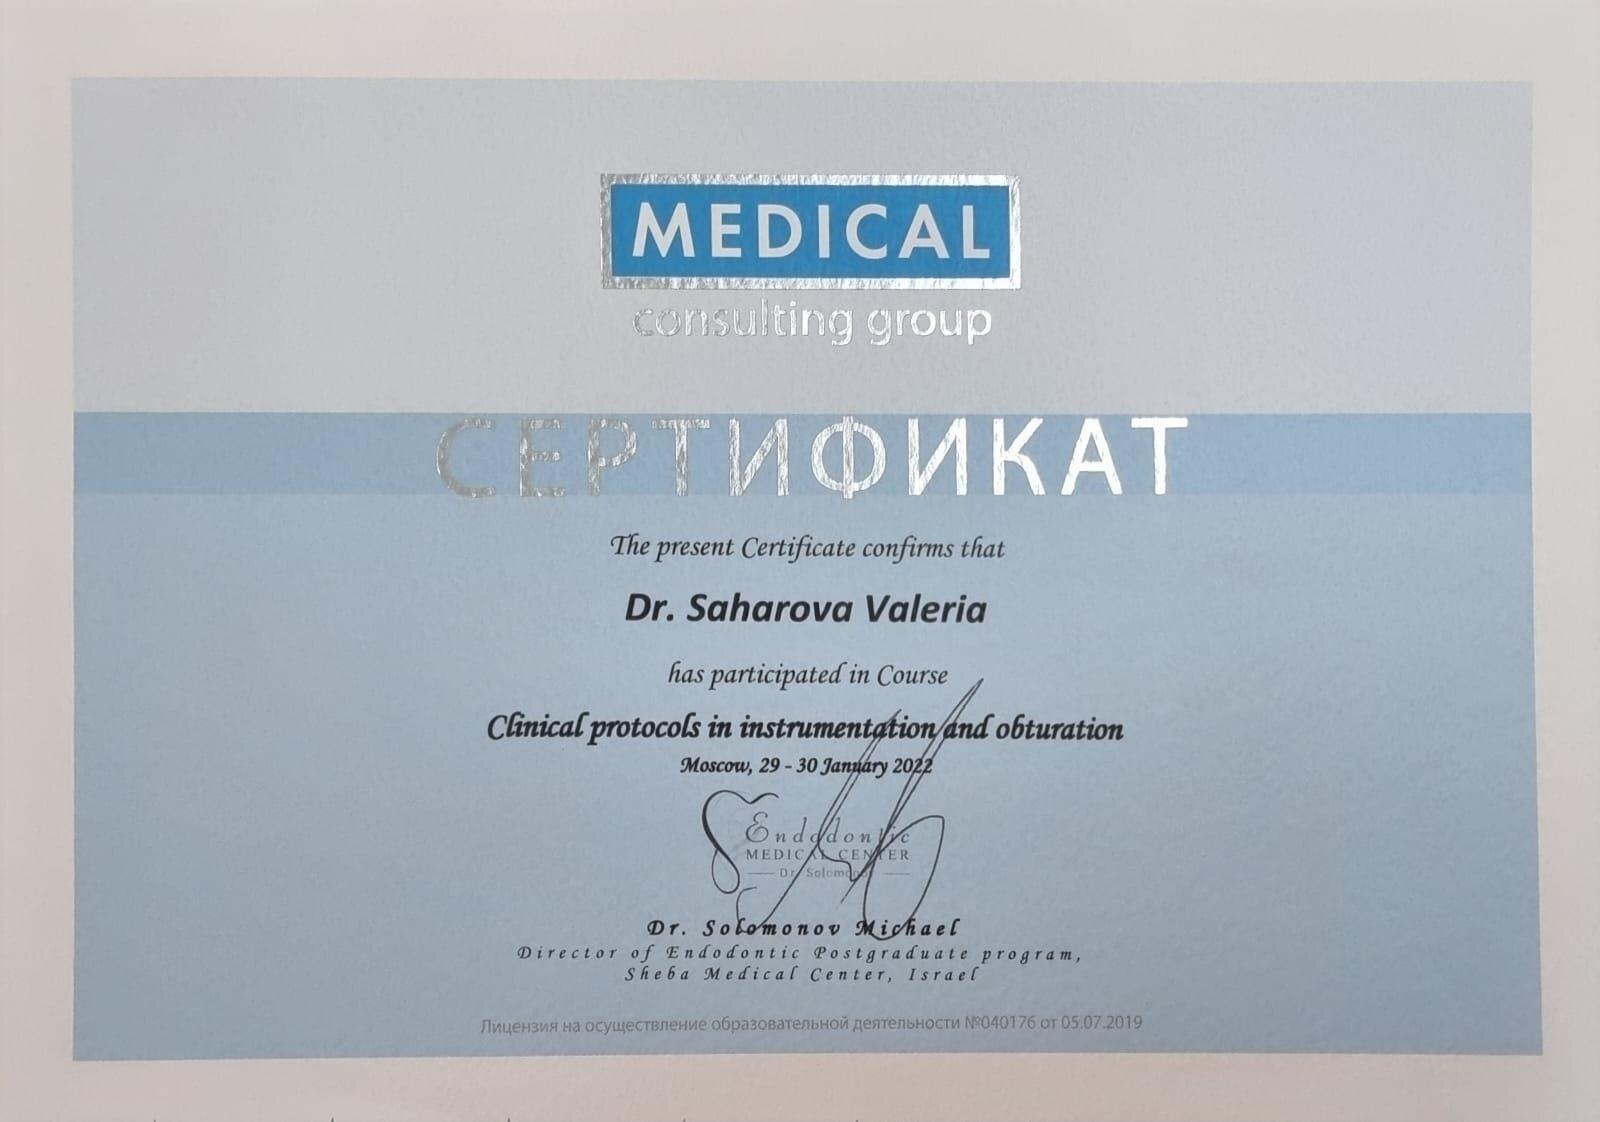 MEDICAL
consulting group
СЕРТИФИКАТ
The present Certificate confirms that
Dr. Saharova Valeria
has participated in Course
Clinical protocols in instrumentation and obturation
Moscow, 29 - 30 January 2022
Endodontic
MEDICAL CENTER
Dr. Solomonov
Dr. Solomonov Michael
Director of Endodontic Postgraduate program,
Sheba Medical Center, Israel
Лицензия на осуществление образовательной деятельности №040176 от 05.07.2019